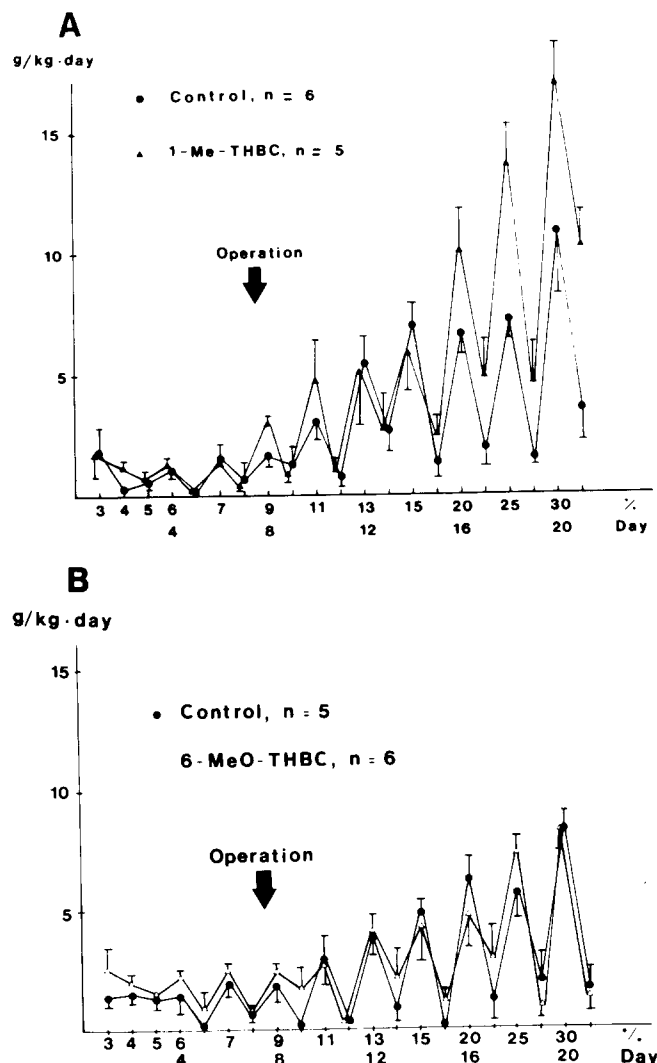 A
g/kg·day
● Control, n = 6
▲ 1-Me-THBC, n = 5
15
Operation
10
5
3 4 5 6 7 9 11 13 15 20 25 30 %
4 8 12 16 20 Day
B
g/kg·day
15
● Control, n = 5
6-MeO-THBC, n = 6
10
Operation
5
3 4 5 6 7 9 11 13 15 20 25 30 %
4 8 12 16 20 Day